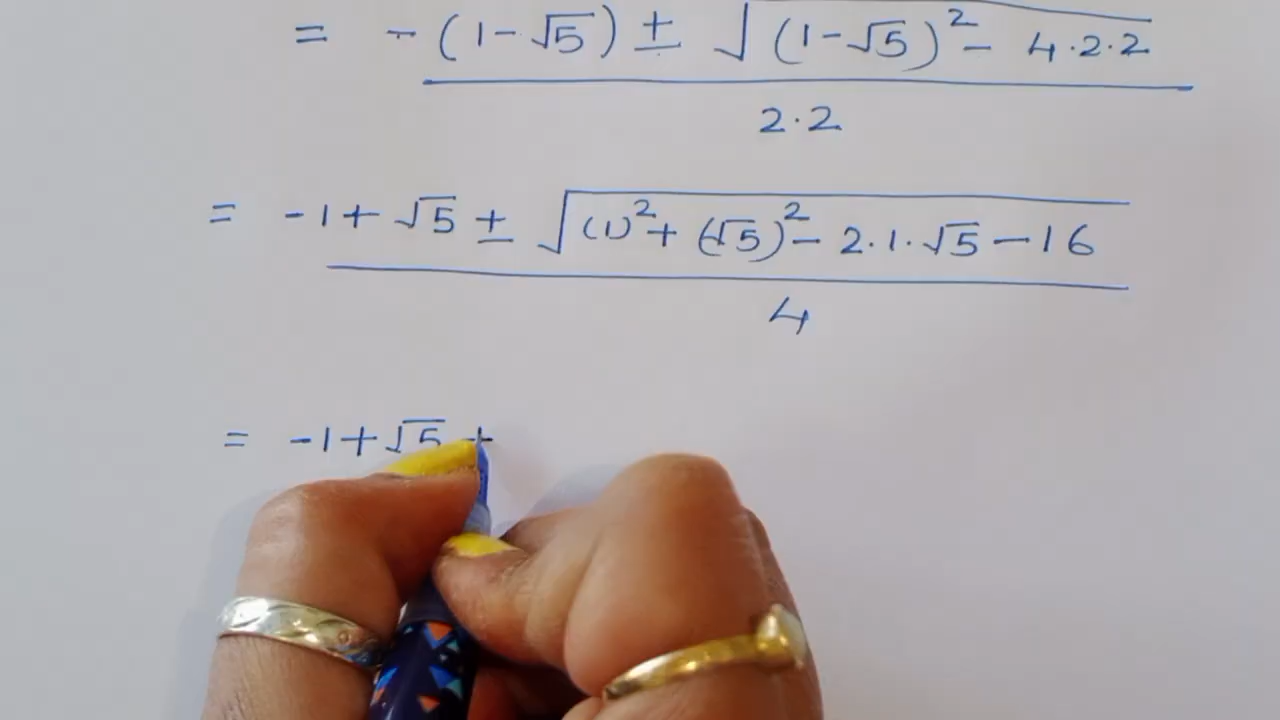 = -(1-√5) ± √(1-√5)² - 4·2·2
2·2
= -1+√5 ± √(1)² + (√5)² - 2·1·√5 - 16
4
= -1+√5 +